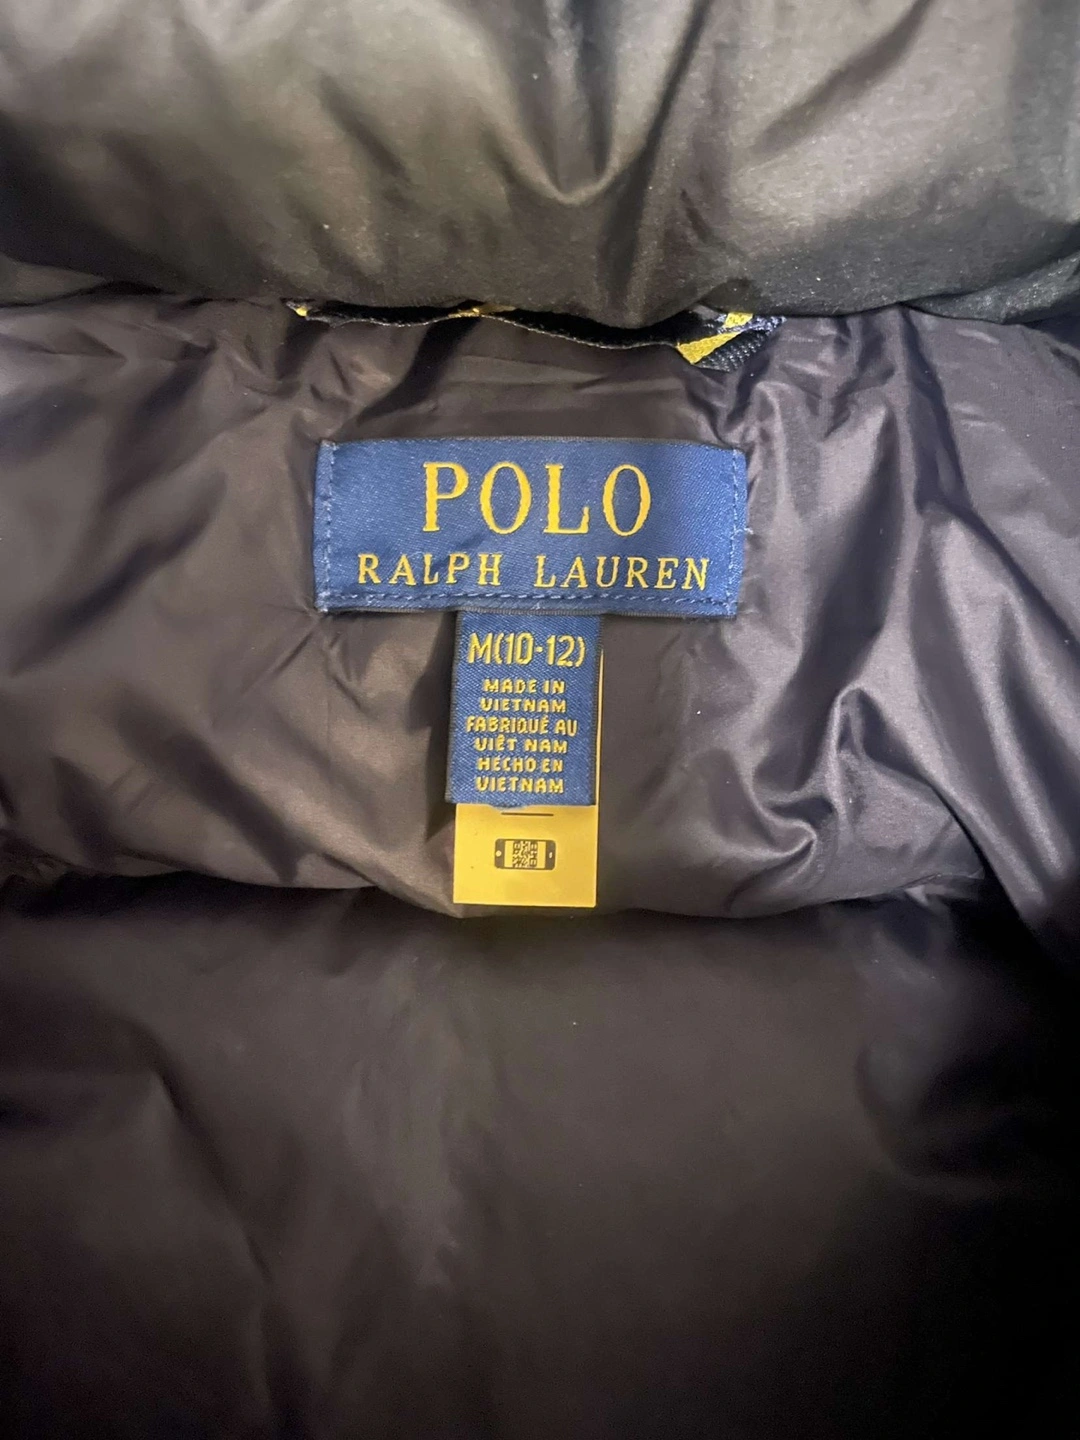 POLO
RALPH LAUREN
M(10-12)
MADE IN
VIETNAM
FABRIQUÉ AU
VIÊT NAM
HECHO EN
VIETNAM